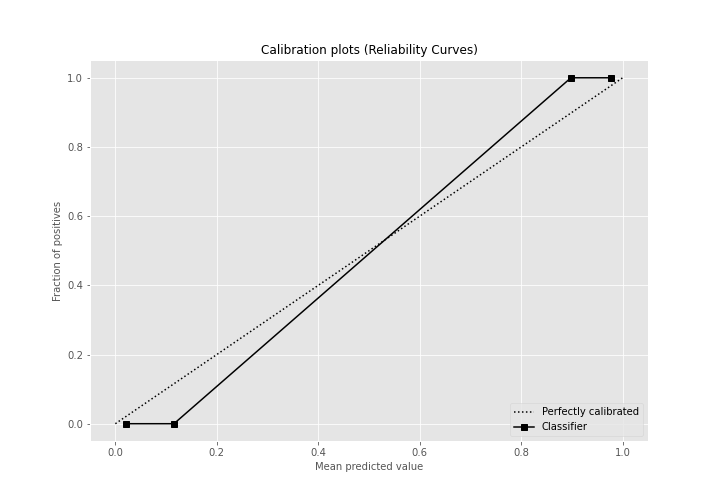 Calibration plots (Reliability Curves)
Fraction of positives
1.0
0.8
0.6
0.4
0.2
0.0
0.0 0.2 0.4 0.6 0.8 1.0
Mean predicted value
Perfectly calibrated
Classifier